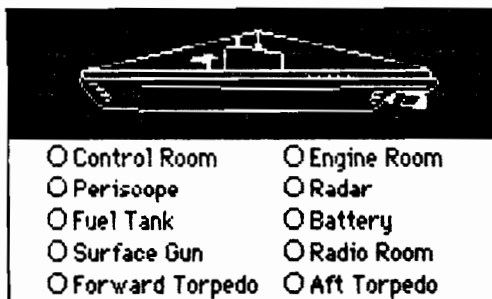 Control Room Engine Room
Periscope Radar
Fuel Tank Battery
Surface Gun Radio Room
Forward Torpedo Aft Torpedo